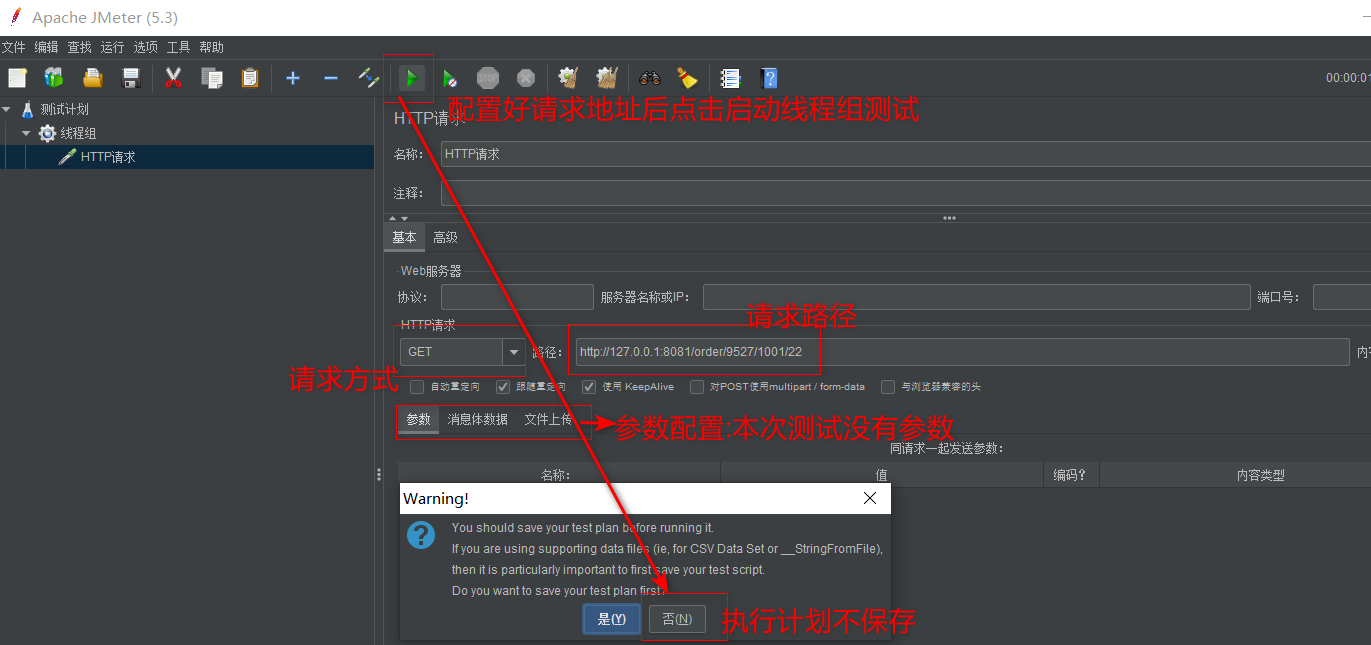 Apache JMeter (5.3)
文件 编辑 查找 运行 选项 工具 帮助
00:00:01
配置好请求地址后点击启动线程组测试
测试计划
线程组
HTTP请求
HTTP请求
名称：
HTTP请求
注释：
基本 高级
Web服务器
协议： 服务器名称或IP： 端口号：
HTTP请求
请求路径
GET 路径： http://127.0.0.1:8081/order/9527/1001/22 内容
请求方式
自动重定向 跟随重定向 使用 KeepAlive 对POST使用multipart / form-data 与浏览器兼容的头
参数 消息体数据 文件上传
参数配置:本次测试没有参数
同请求一起发送参数：
名称： 值 编码？ 内容类型
Warning!
You should save your test plan before running it.
If you are using supporting data files (ie, for CSV Data Set or __StringFromFile),
then it is particularly important to first save your test script.
Do you want to save your test plan first?
是(Y) 否(N)
执行计划不保存